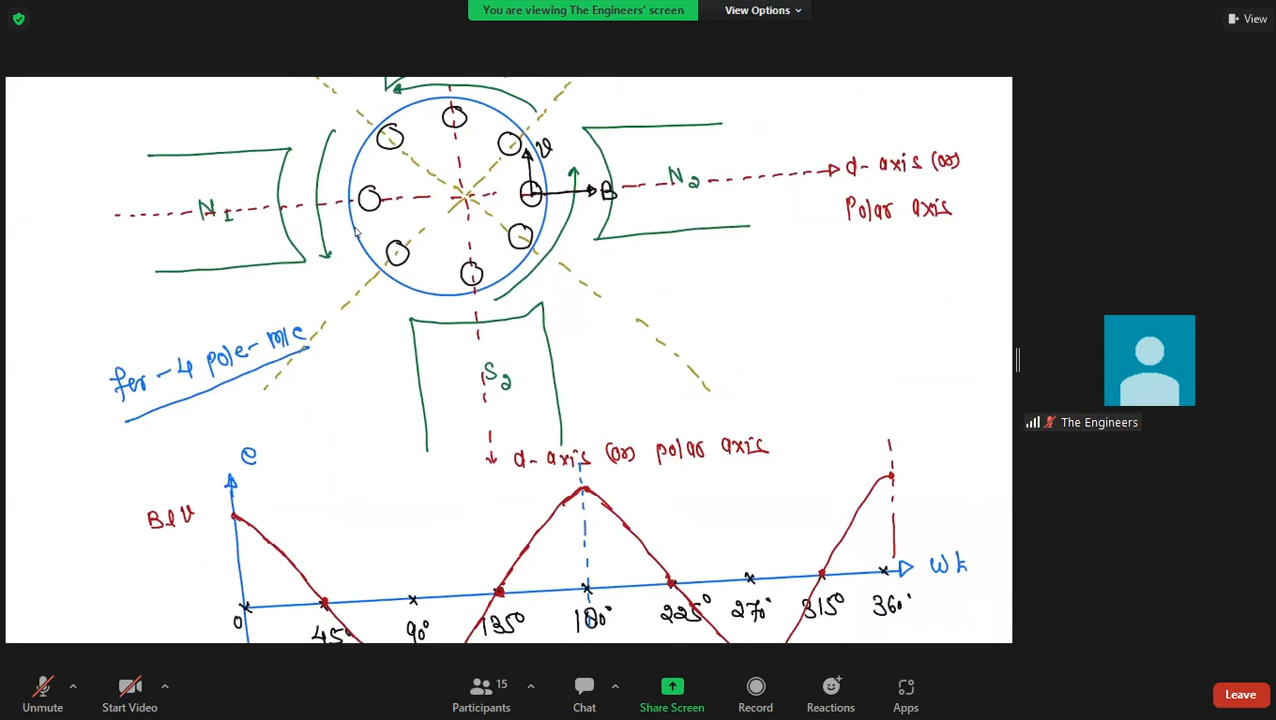 You are viewing The Engineers' screen
View Options
View
N1
N2
v
B
d-axis (or)
Polar axis
for - 4 pole - m/c
S2
d-axis (or) polar axis
e
Blv
wt
0
45°
90°
135°
180°
225°
270°
315°
360°
The Engineers
Unmute
Start Video
15
Participants
Chat
Share Screen
Record
Reactions
Apps
Leave